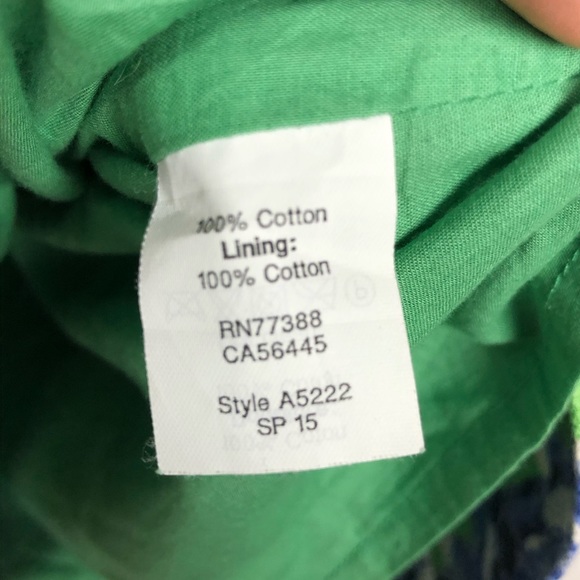 100% Cotton
Lining:
100% Cotton
RN77388
CA56445
Style A5222
SP 15